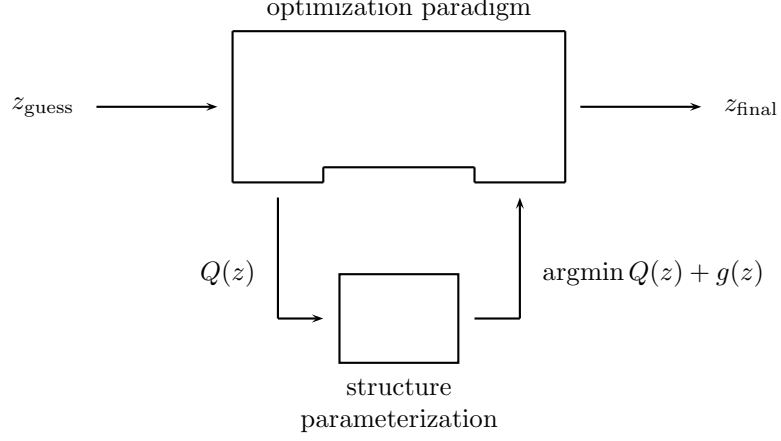 optimization paradigm
z_guess
z_final
Q(z)
argmin Q(z) + g(z)
structure
parameterization